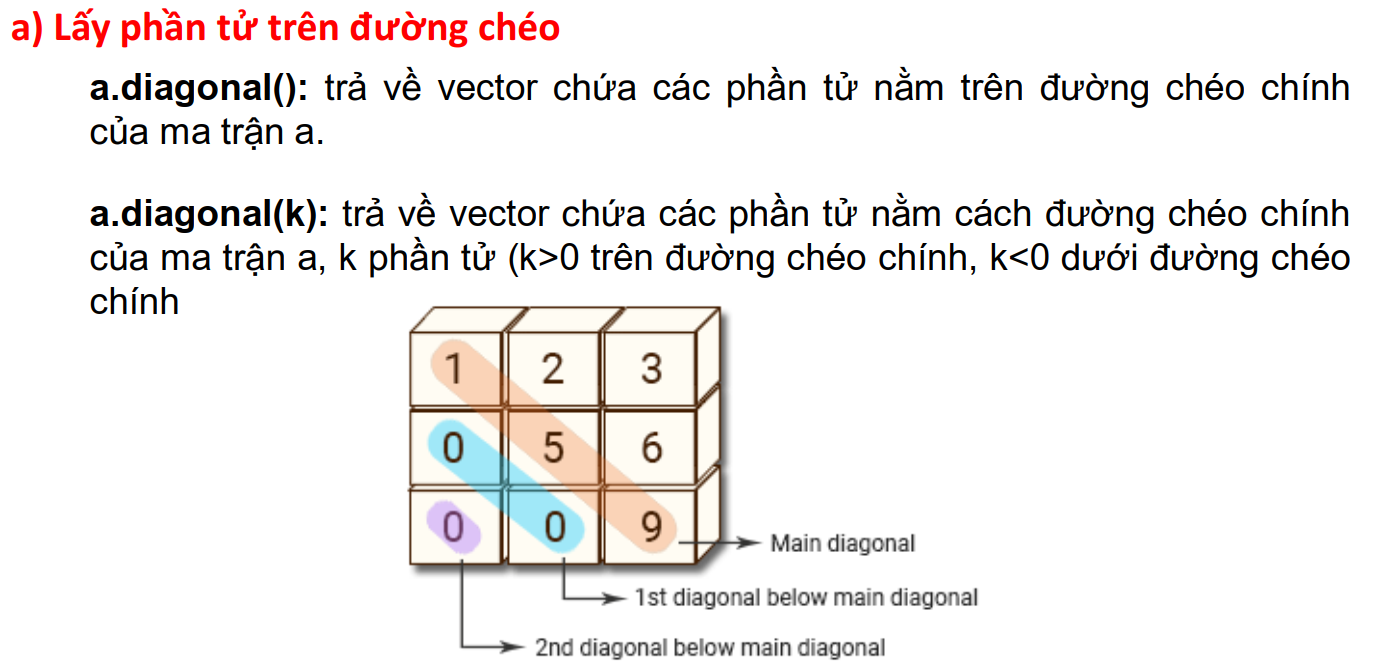 a) Lấy phần tử trên đường chéo
a.diagonal(): trả về vector chứa các phần tử nằm trên đường chéo chính
của ma trận a.
a.diagonal(k): trả về vector chứa các phần tử nằm cách đường chéo chính
của ma trận a, k phần tử (k>0 trên đường chéo chính, k<0 dưới đường chéo
chính
1 2 3
0 5 6
0 0 9
Main diagonal
1st diagonal below main diagonal
2nd diagonal below main diagonal